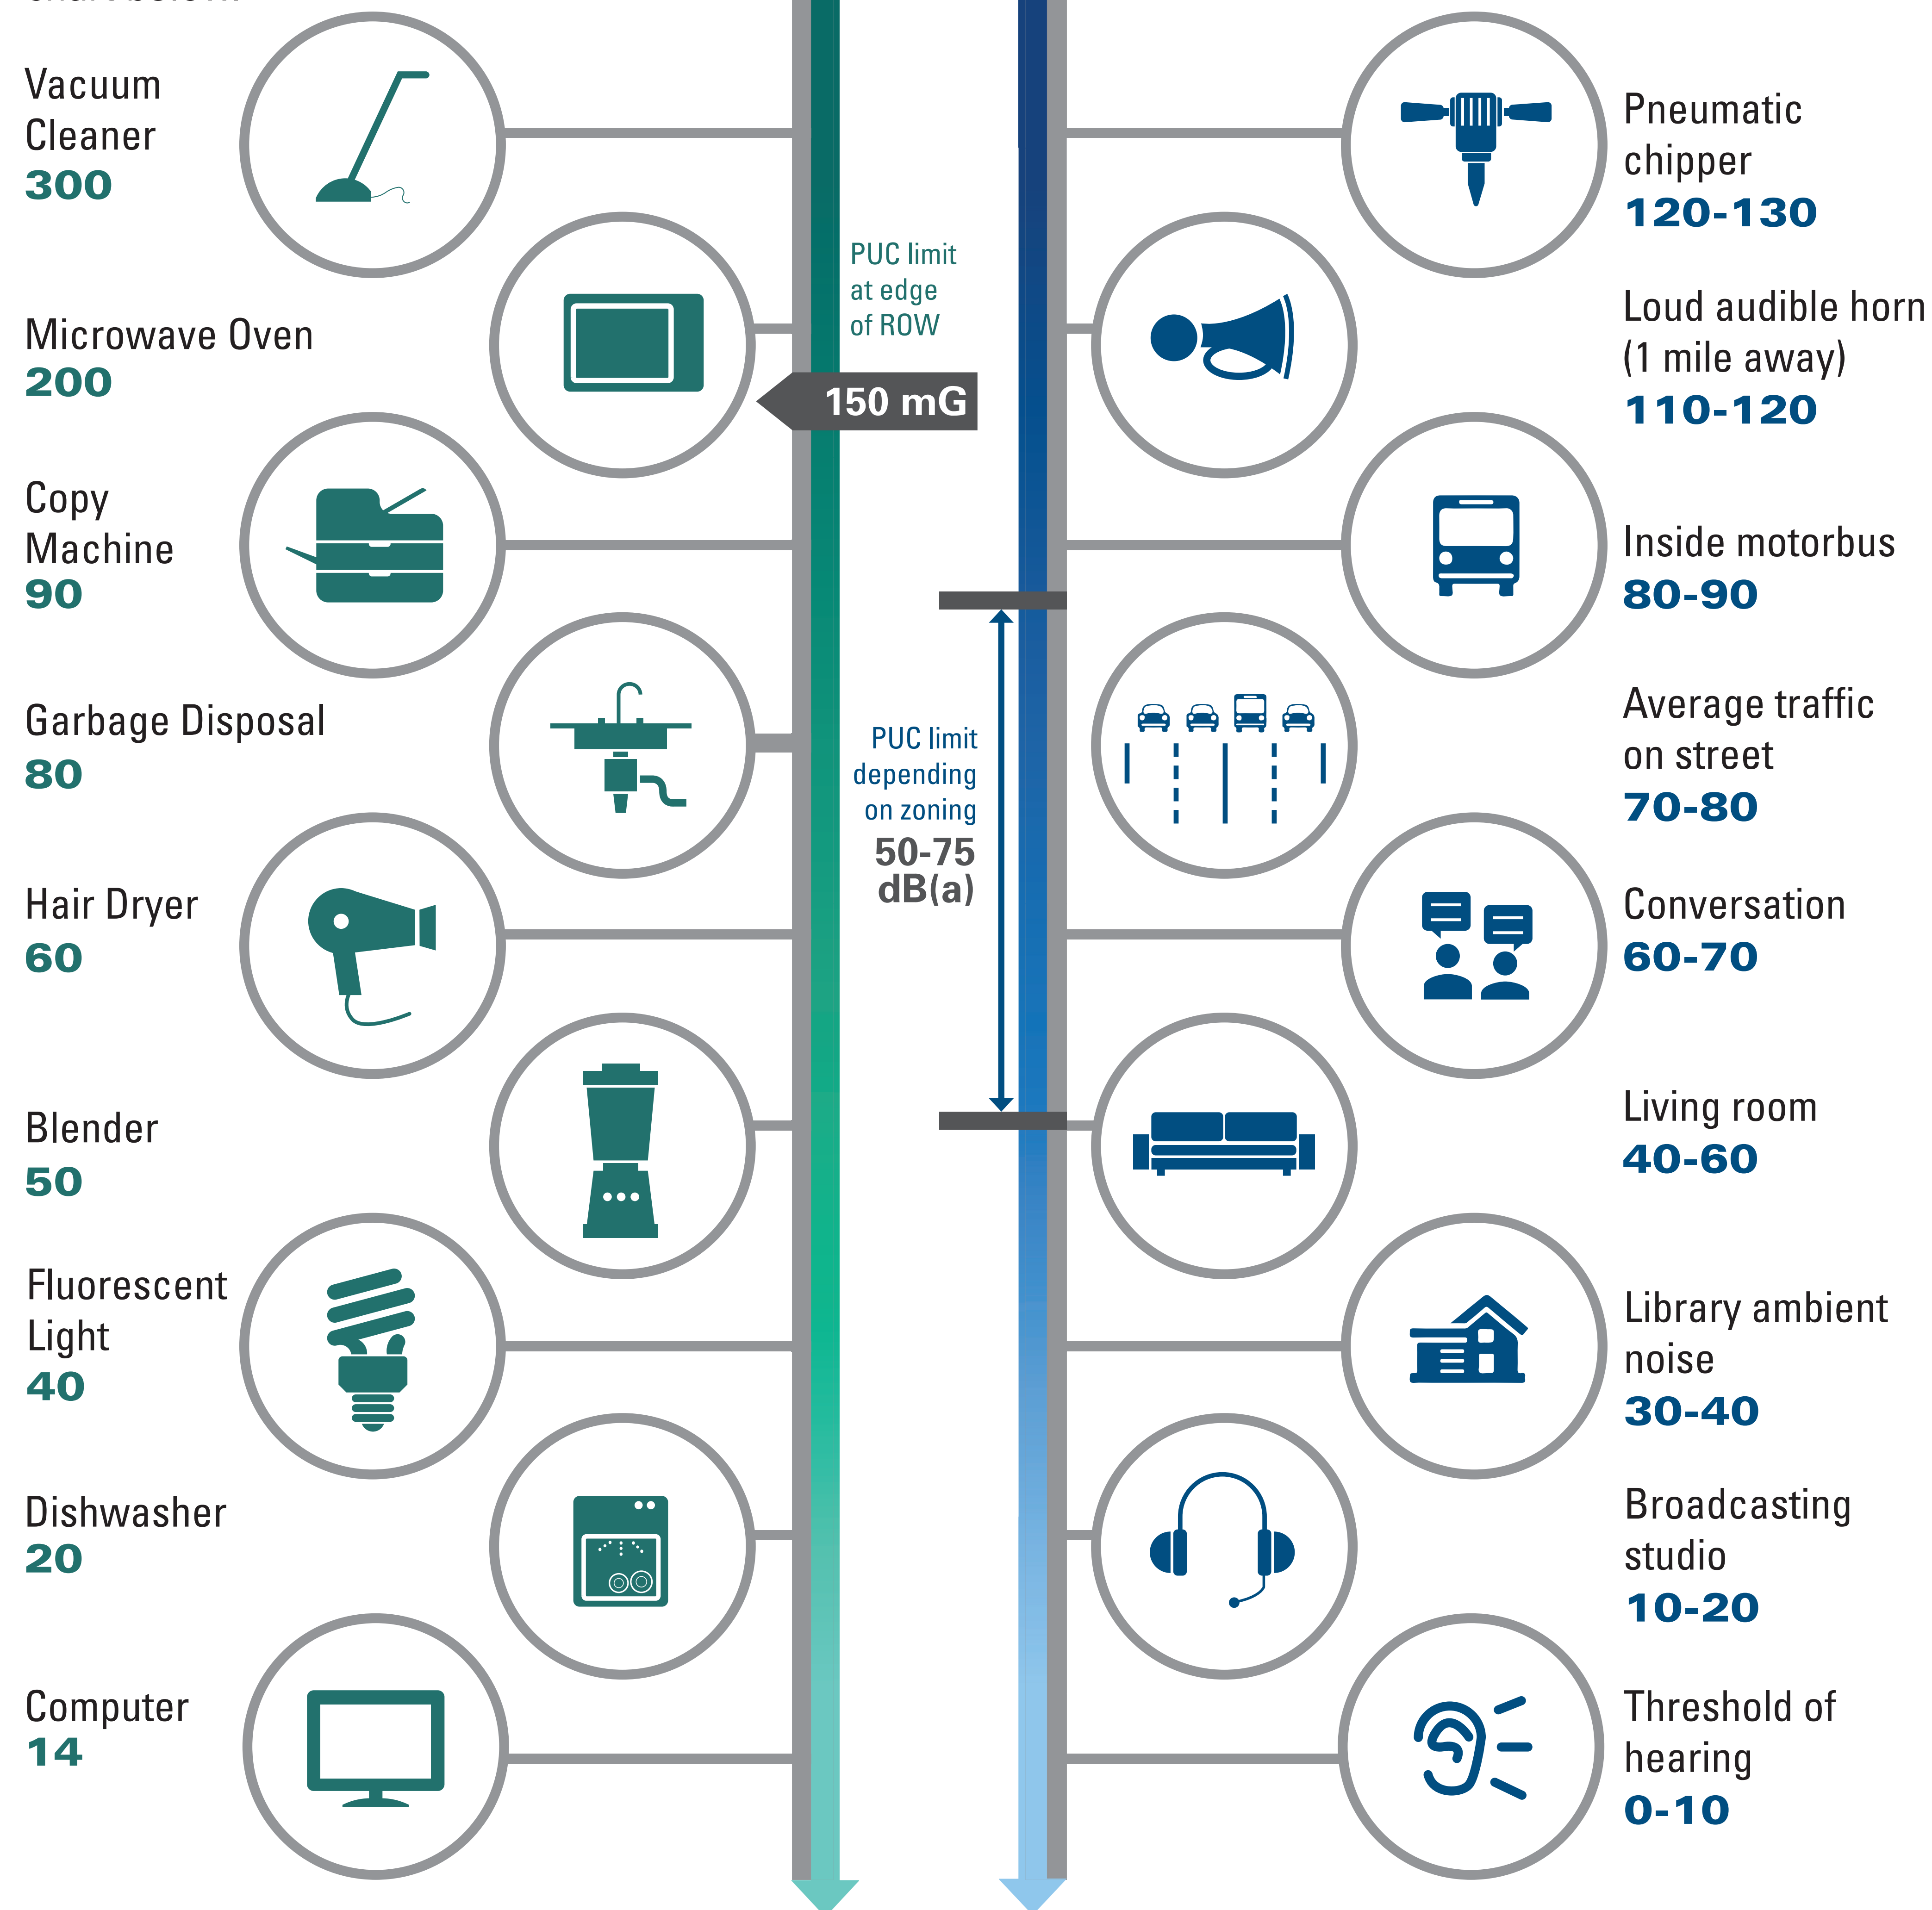 chart below.
Vacuum
Cleaner
300
Microwave Oven
200
Copy
Machine
90
Garbage Disposal
80
Hair Dryer
60
Blender
50
Fluorescent
Light
40
Dishwasher
20
Computer
14
PUC limit
at edge
of ROW
150 mG
PUC limit
depending
on zoning
50-75
dB(a)
Pneumatic
chipper
120-130
Loud audible horn
(1 mile away)
110-120
Inside motorbus
80-90
Average traffic
on street
70-80
Conversation
60-70
Living room
40-60
Library ambient
noise
30-40
Broadcasting
studio
10-20
Threshold of
hearing
0-10